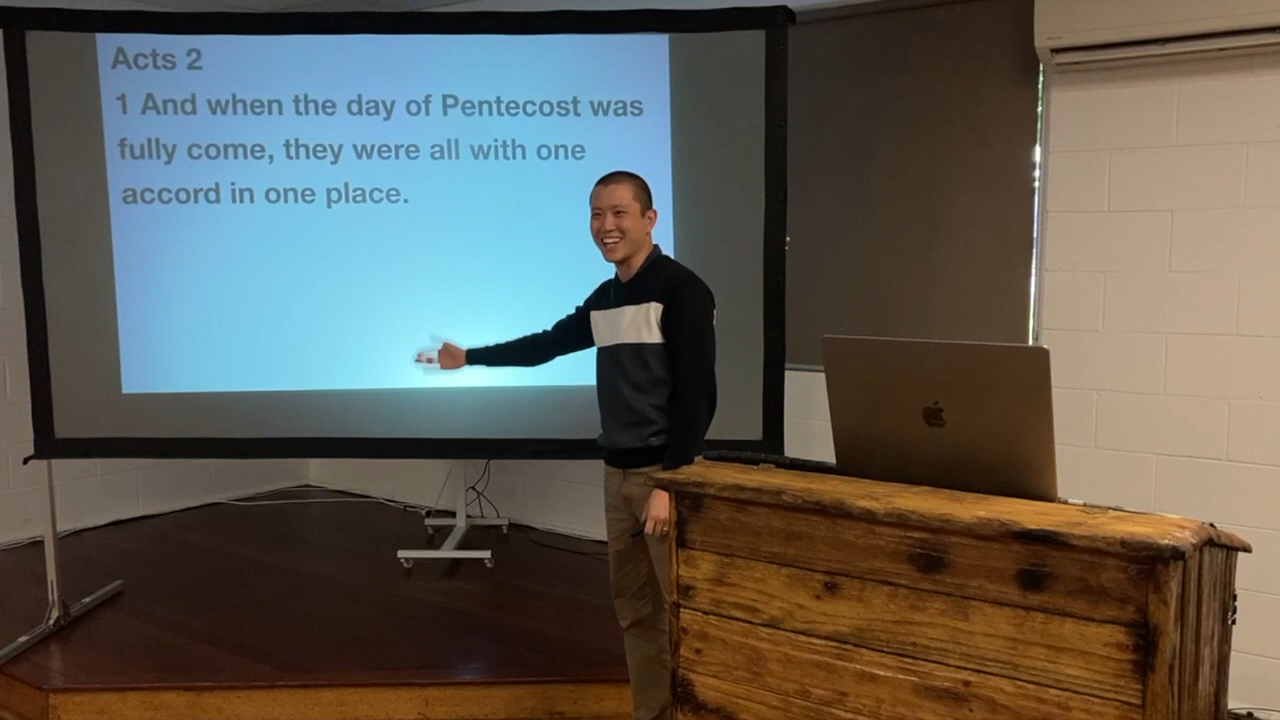 Acts 2
1 And when the day of Pentecost was
fully come, they were all with one
accord in one place.